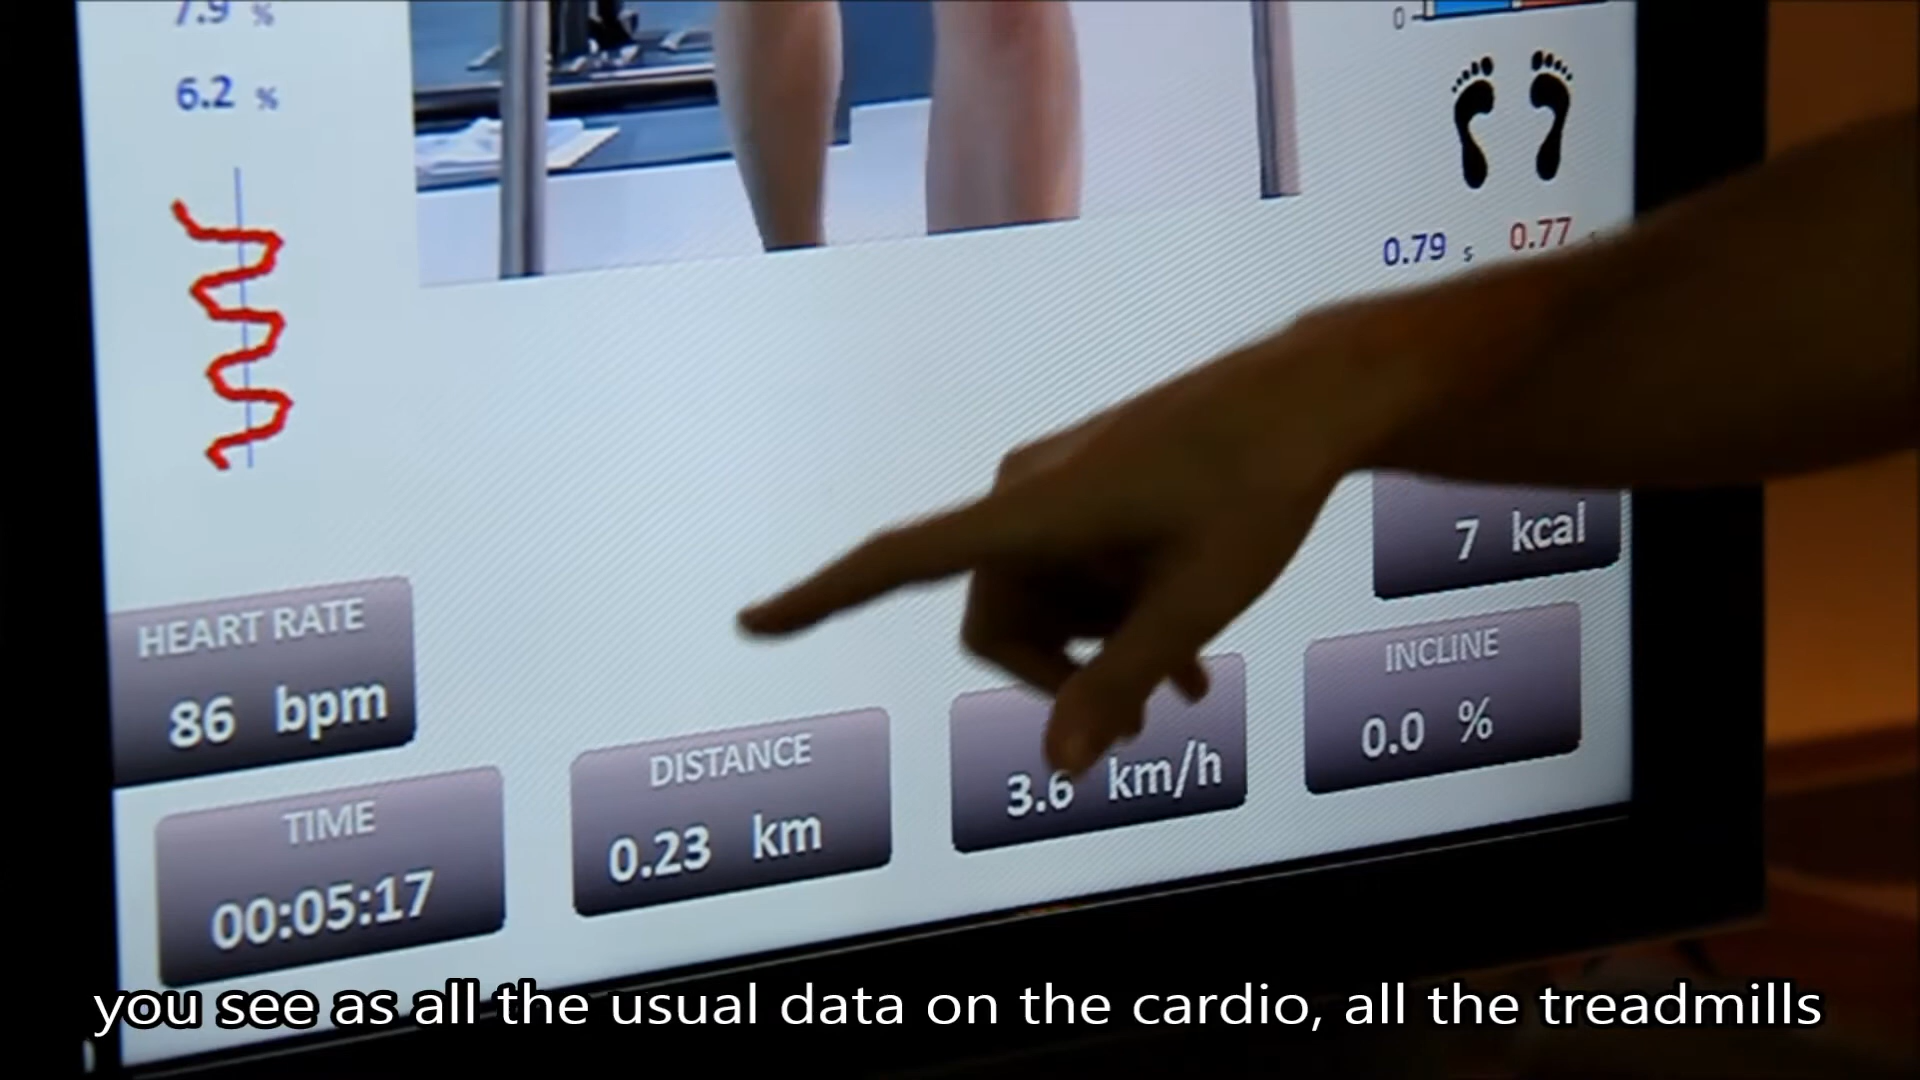 7.9 %
6.2 %
0
0.79 s 0.77
7 kcal
HEART RATE
86 bpm
INCLINE
0.0 %
3.6 km/h
DISTANCE
0.23 km
TIME
00:05:17
you see as all the usual data on the cardio, all the treadmills